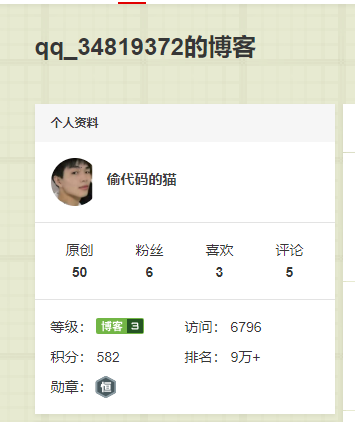 qq_34819372的博客
个人资料
偷代码的猫
原创 粉丝 喜欢 评论
50 6 3 5
等级： 博客 3 访问： 6796
积分： 582 排名： 9万+
勋章： 恒